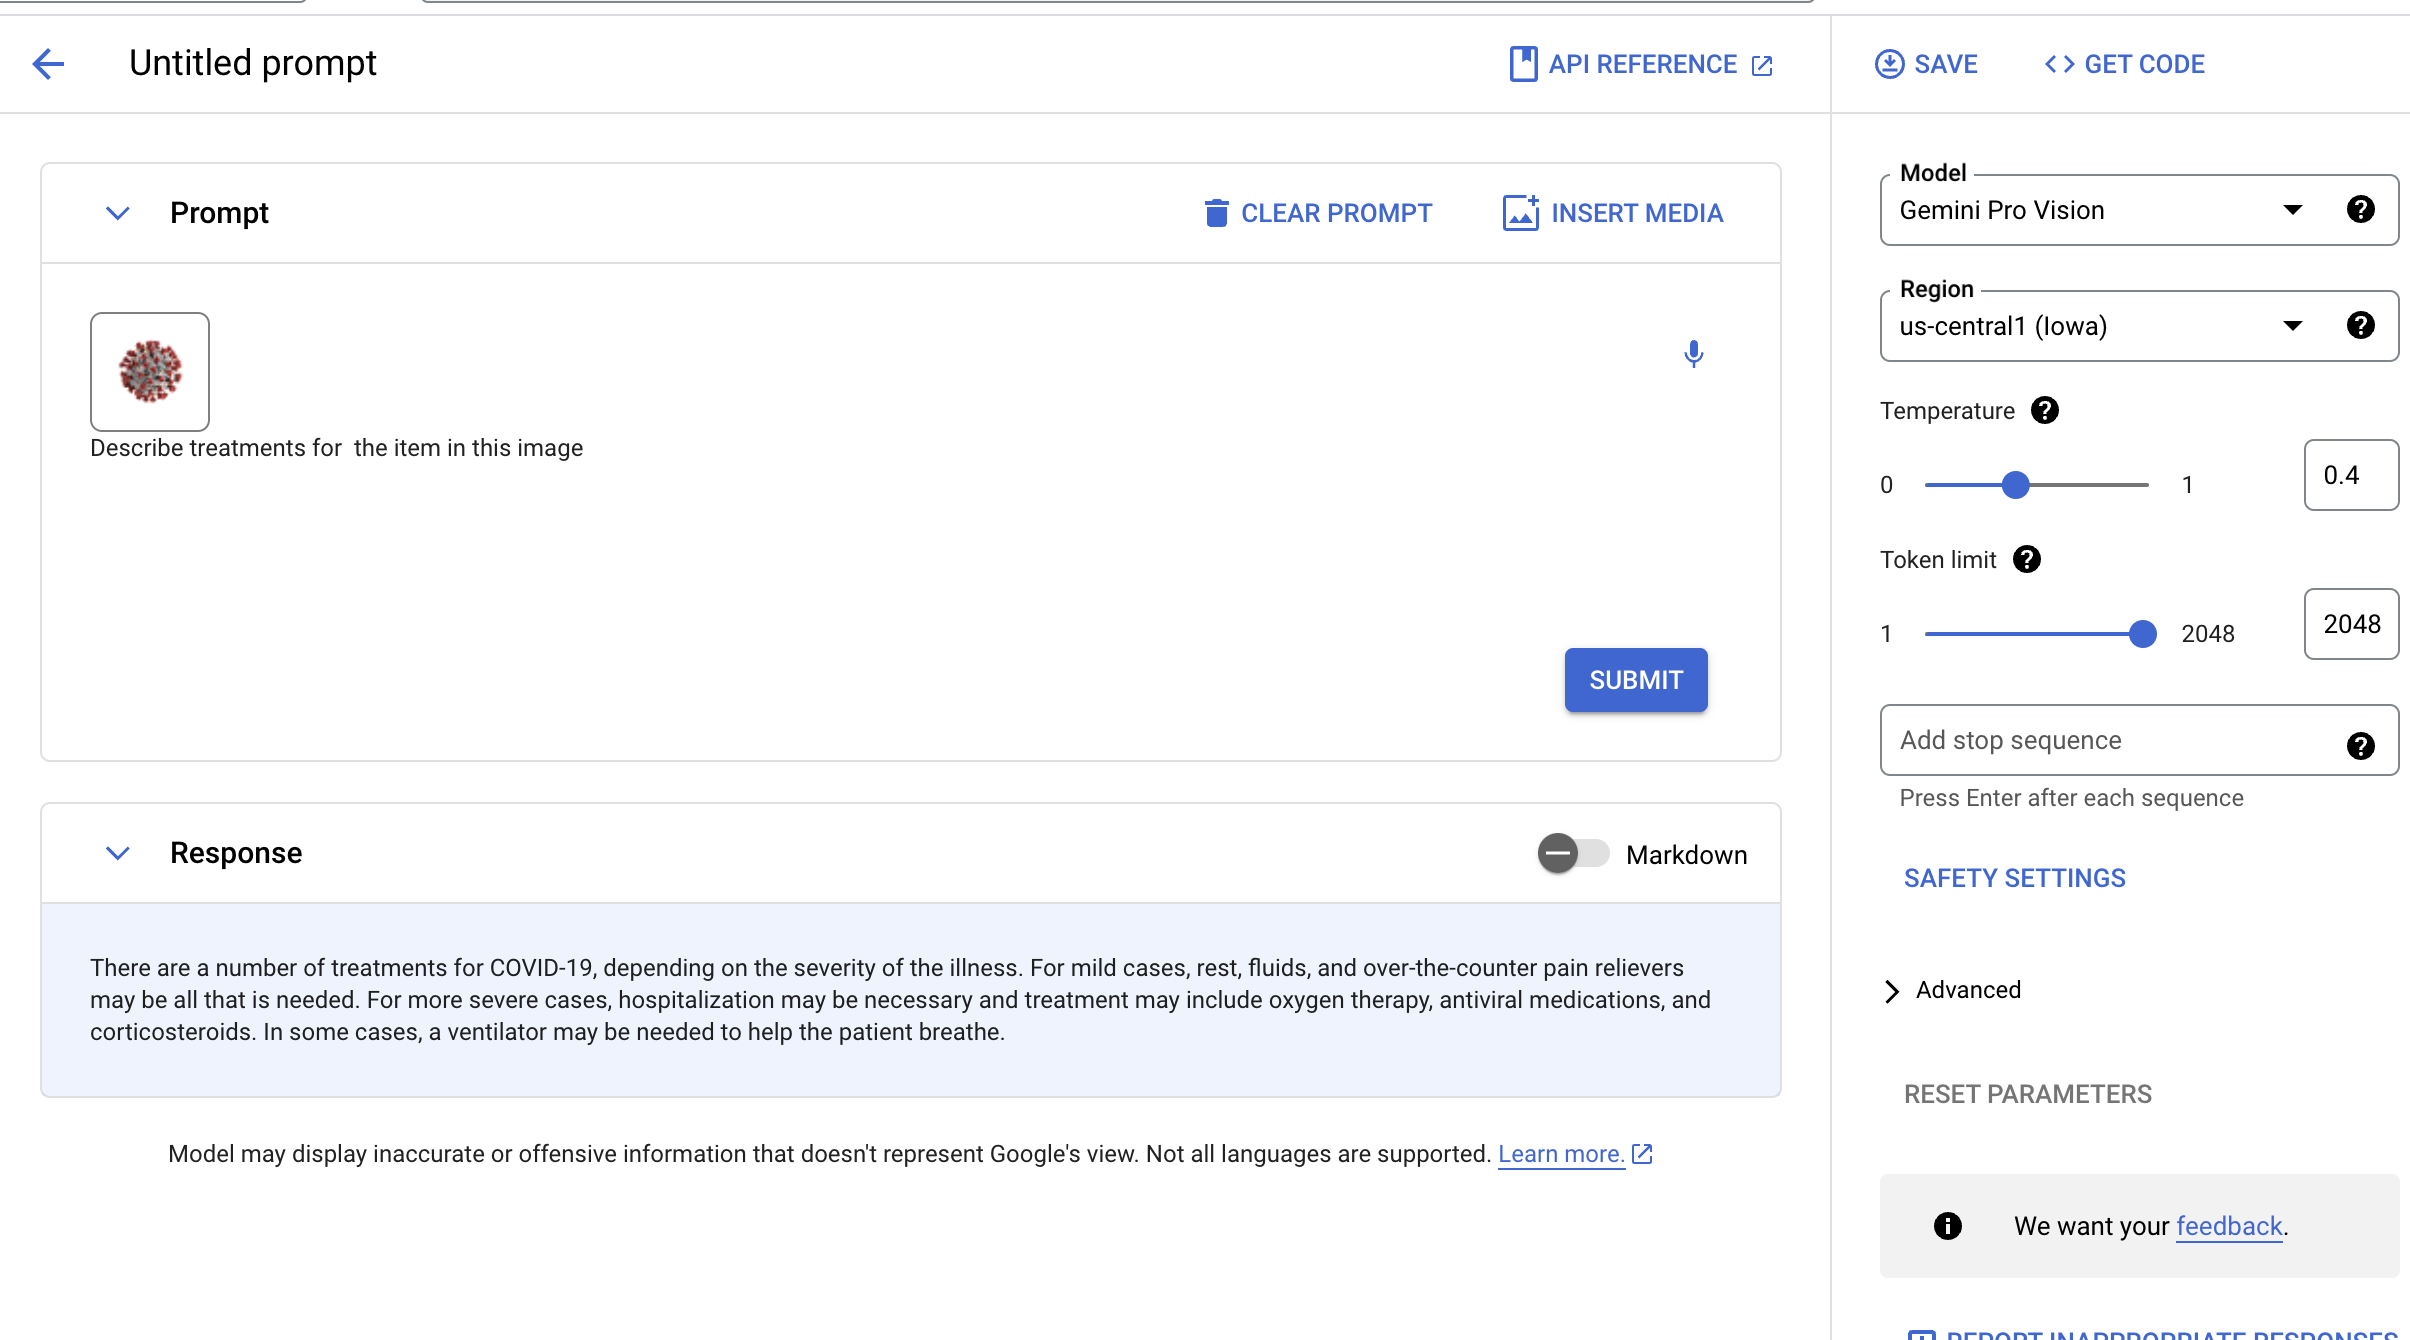 Untitled prompt
API REFERENCE
SAVE
GET CODE
Prompt
CLEAR PROMPT
INSERT MEDIA
Describe treatments for  the item in this image
SUBMIT
Response
Markdown
There are a number of treatments for COVID-19, depending on the severity of the illness. For mild cases, rest, fluids, and over-the-counter pain relievers
may be all that is needed. For more severe cases, hospitalization may be necessary and treatment may include oxygen therapy, antiviral medications, and
corticosteroids. In some cases, a ventilator may be needed to help the patient breathe.
Model may display inaccurate or offensive information that doesn't represent Google's view. Not all languages are supported. Learn more.
Model
Gemini Pro Vision
Region
us-central1 (Iowa)
Temperature
0 1 0.4
Token limit
1 2048 2048
Add stop sequence
Press Enter after each sequence
SAFETY SETTINGS
Advanced
RESET PARAMETERS
We want your feedback.
REPORT INAPPROPRIATE RESPONSES